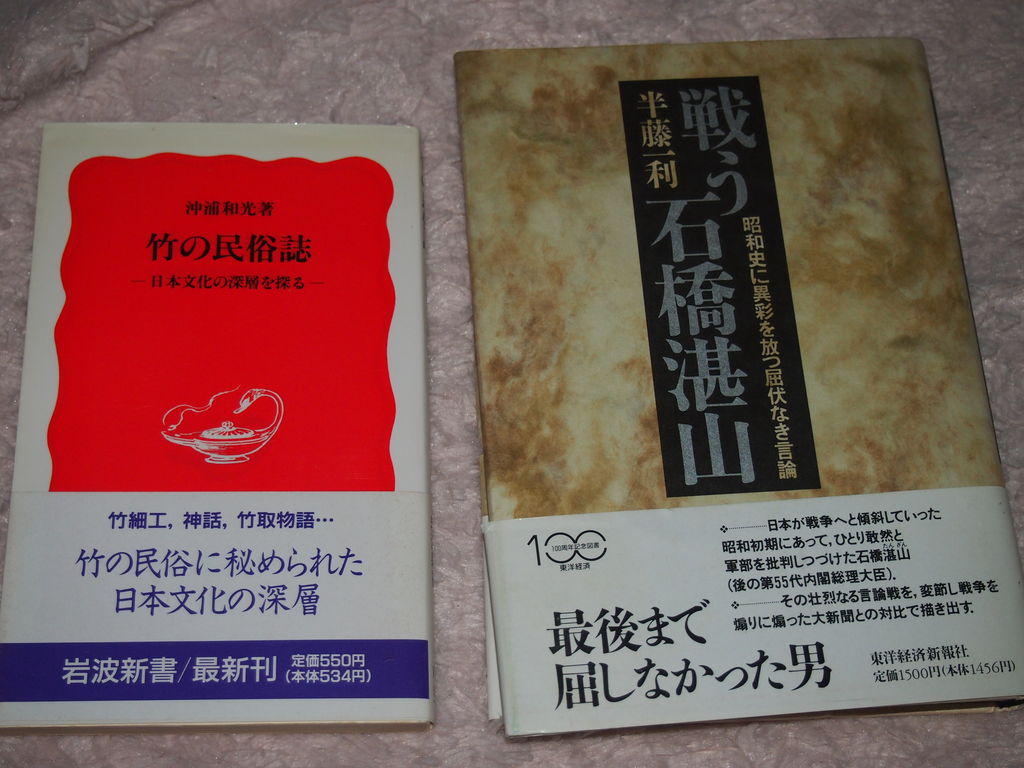 沖浦和光著
竹の民俗誌
―日本文化の深層を探る―
竹細工, 神話, 竹取物語…
竹の民俗に秘められた
日本文化の深層
岩波新書/最新刊
定価550円
(本体534円)
戦う石橋湛山
半藤一利
昭和史に異彩を放つ屈伏なき言論
100
100周年記念図書
東洋経済
❖…………日本が戦争へと傾斜していった
昭和初期にあって,ひとり敢然と
軍部を批判しつづけた石橋湛山
(後の第55代内閣総理大臣).
❖…………その壮烈なる言論戦を,変節し戦争を
煽りに煽った大新聞との対比で描き出す.
最後まで
屈しなかった男
東洋経済新報社
定価1500円(本体1456円)